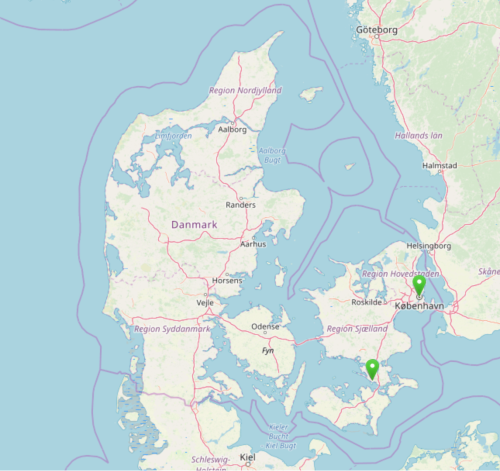 Göteborg
Region Nordjylland
Aalborg
Limfjorden
Hallands län
Aalborg
Bugt
Halmstad
Randers
Danmark
Aarhus
Helsingborg
Region Hovedstaden
Skåne
Horsens
Vejle
Roskilde
København
Region Syddanmark
Odense
Region Sjælland
Fyn
Kieler
Bucht
Kiel Bugt
Kiel
Schleswig-
Holstein